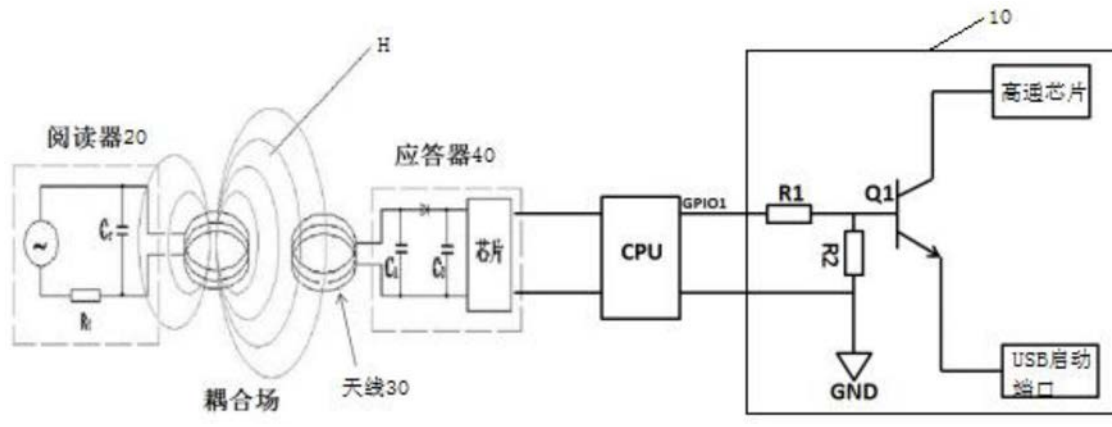 10
H
高通芯片
阅读器20
应答器40
GPIO1
R1
Q1
~
Cr
C1
C2
芯片
CPU
R2
天线30
耦合场
GND
USB启动
端口